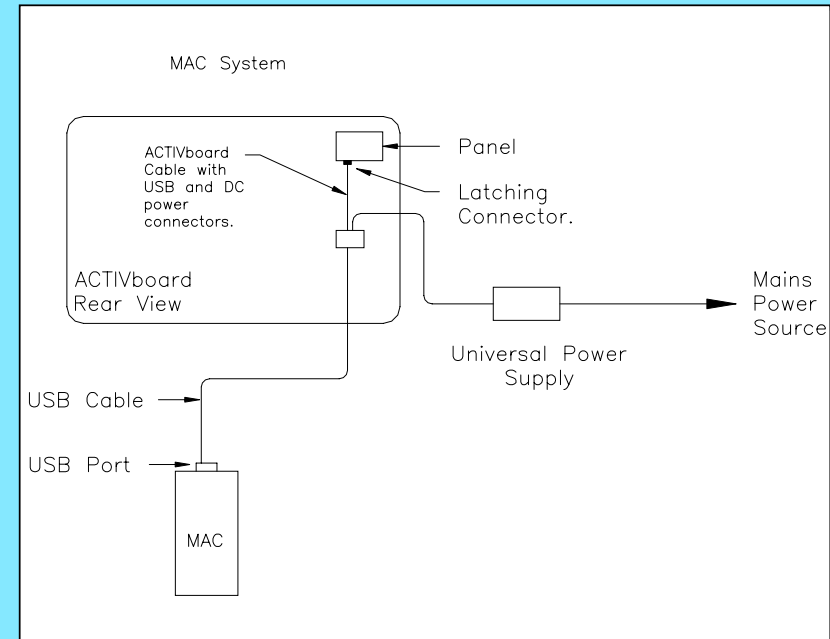 MAC System
ACTIVboard
Cable with
USB and DC
power
connectors.
Panel
Latching
Connector.
ACTIVboard
Rear View
Mains
Power
Source
Universal Power
Supply
USB Cable
USB Port
MAC